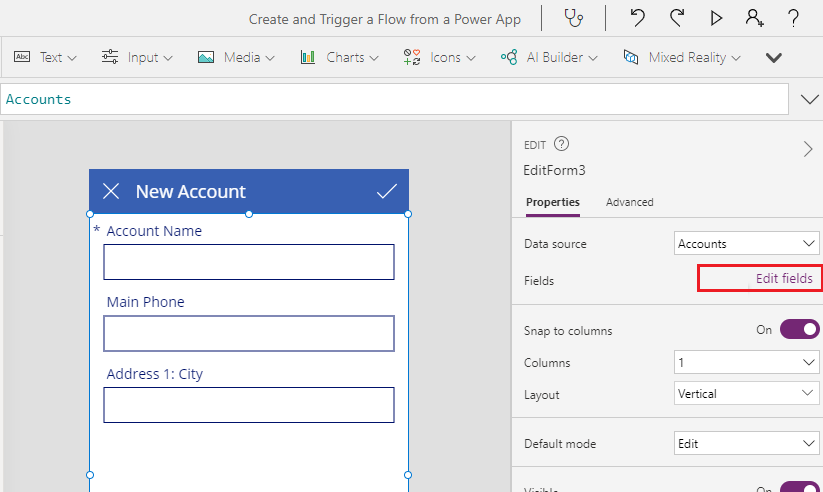 Create and Trigger a Flow from a Power App
Abc Text Input Media Charts Icons AI Builder Mixed Reality
Accounts
EDIT ?
EditForm3
Properties Advanced
Data source Accounts
Fields Edit fields
Snap to columns On
Columns 1
Layout Vertical
Default mode Edit
Visible On
New Account
* Account Name
Main Phone
Address 1: City